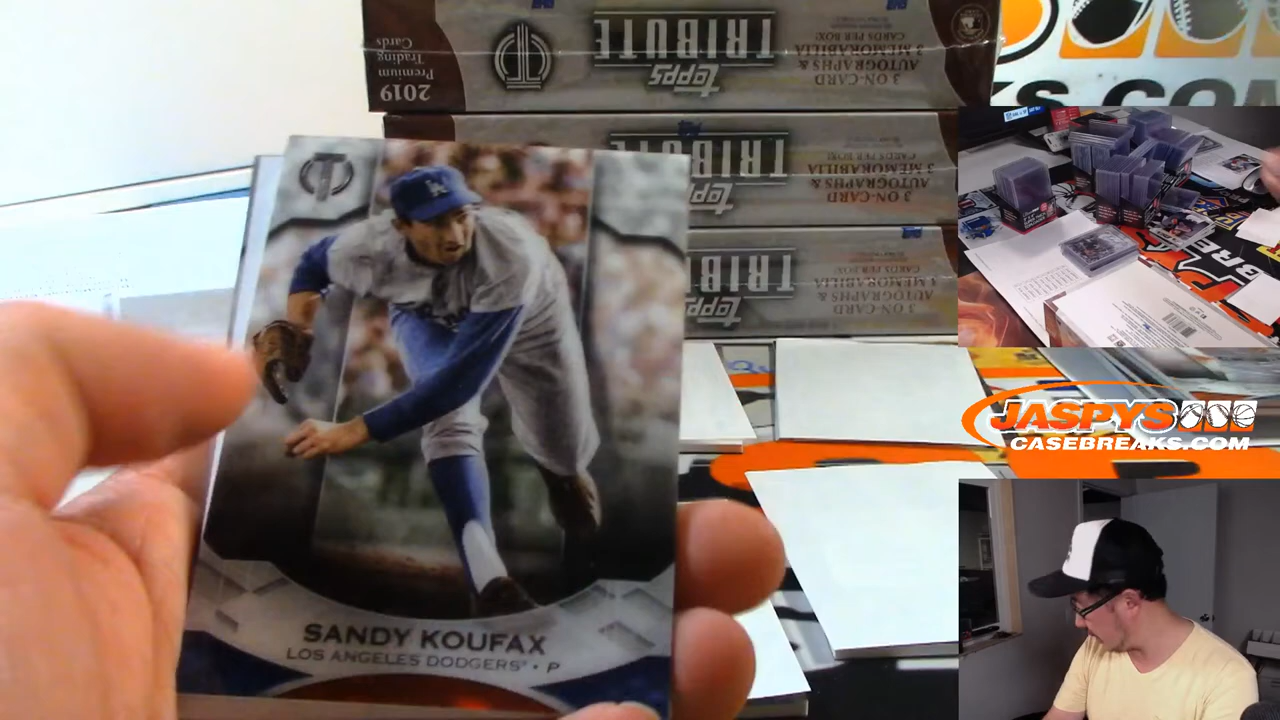 2019
Premium
Trading
Cards
topps
TRIBUTE
3 ON-CARD
AUTOGRAPHS &
3 MEMORABILIA
CARDS PER BOX!
topps
TRIBUTE
3 ON-CARD
AUTOGRAPHS &
3 MEMORABILIA
CARDS PER BOX!
topps
TRIBUTE
3 ON-CARD
AUTOGRAPHS &
3 MEMORABILIA
CARDS PER BOX!
KS.COM
LA
SANDY KOUFAX
LOS ANGELES DODGERS • P
JASPYS
CASEBREAKS.COM